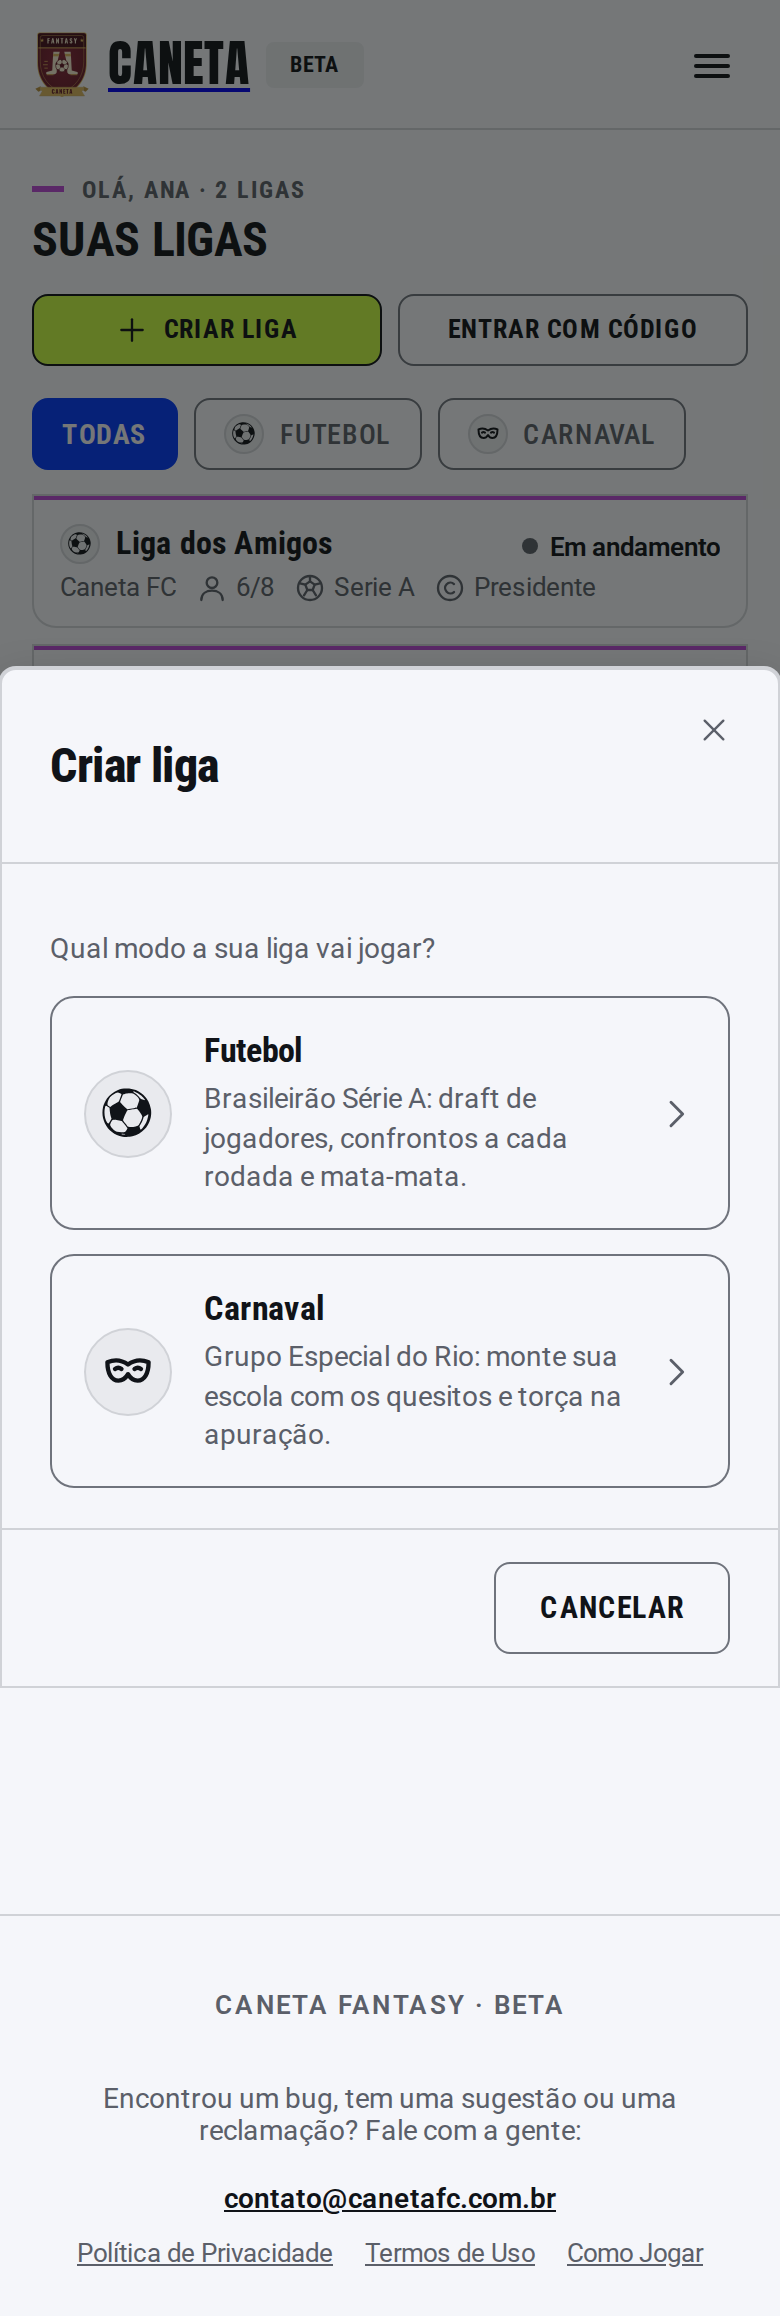 FANTASY
CANETA
CANETA
BETA
OLÁ, ANA · 2 LIGAS
SUAS LIGAS
CRIAR LIGA
ENTRAR COM CÓDIGO
TODAS
FUTEBOL
CARNAVAL
Liga dos Amigos
Em andamento
Caneta FC
6/8
Serie A
Presidente
Criar liga
Qual modo a sua liga vai jogar?
Futebol
Brasileirão Série A: draft de
jogadores, confrontos a cada
rodada e mata-mata.
Carnaval
Grupo Especial do Rio: monte sua
escola com os quesitos e torça na
apuração.
CANCELAR
CANETA FANTASY · BETA
Encontrou um bug, tem uma sugestão ou uma
reclamação? Fale com a gente:
contato@canetafc.com.br
Política de Privacidade
Termos de Uso
Como Jogar